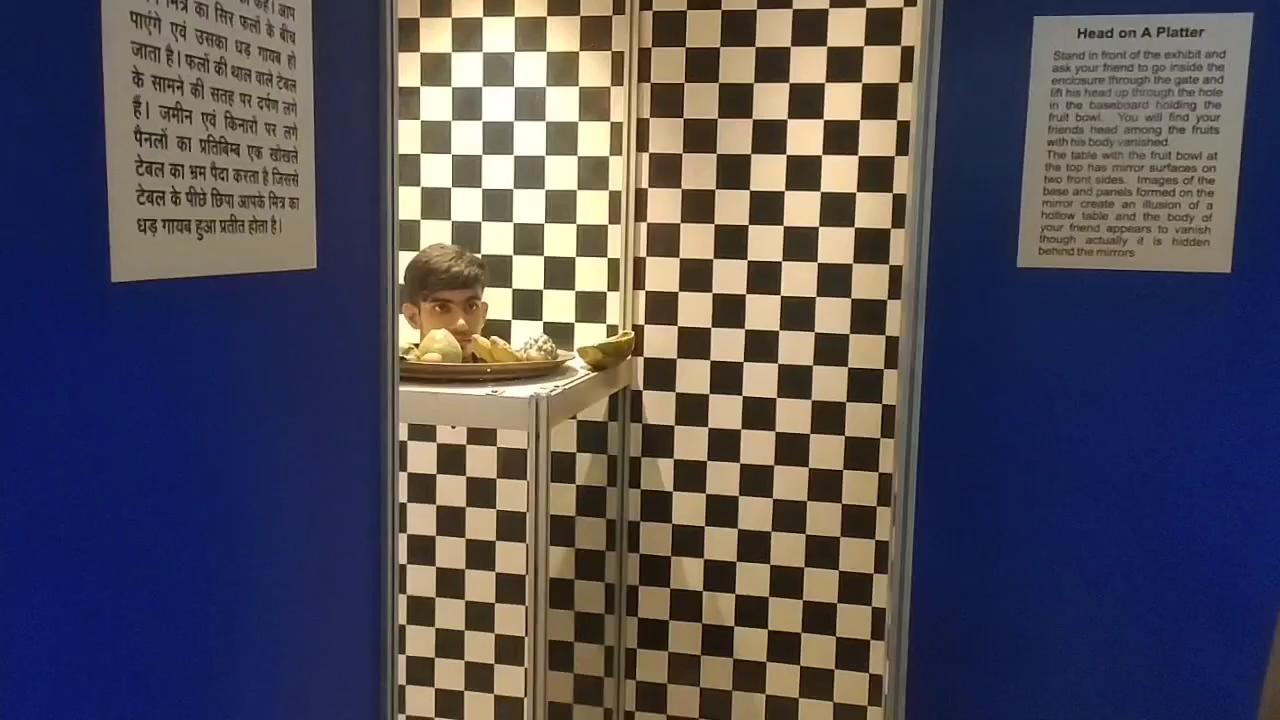 का कहें। आप
मित्र का सिर फलों के बीच
पाएंगे एवं उसका धड़ गायब हो
जाता है। फलों की थाल वाले टेबल
के सामने की सतह पर दर्पण लगे
हैं। जमीन एवं किनारों पर लगे
पैनलों का प्रतिबिम्ब एक खोखले
टेबल का भ्रम पैदा करता है जिससे
टेबल के पीछे छिपा आपके मित्र का
धड़ गायब हुआ प्रतीत होता है।
Head on A Platter
Stand in front of the exhibit and
ask your friend to go inside the
enclosure through the gate and
lift his head up through the hole
in the baseboard holding the
fruit bowl. You will find your
friends head among the fruits
with his body vanished.
The table with the fruit bowl at
the top has mirror surfaces on
two front sides. Images of the
base and panels formed on the
mirror create an illusion of a
hollow table and the body of
your friend appears to vanish
though actually it is hidden
behind the mirrors